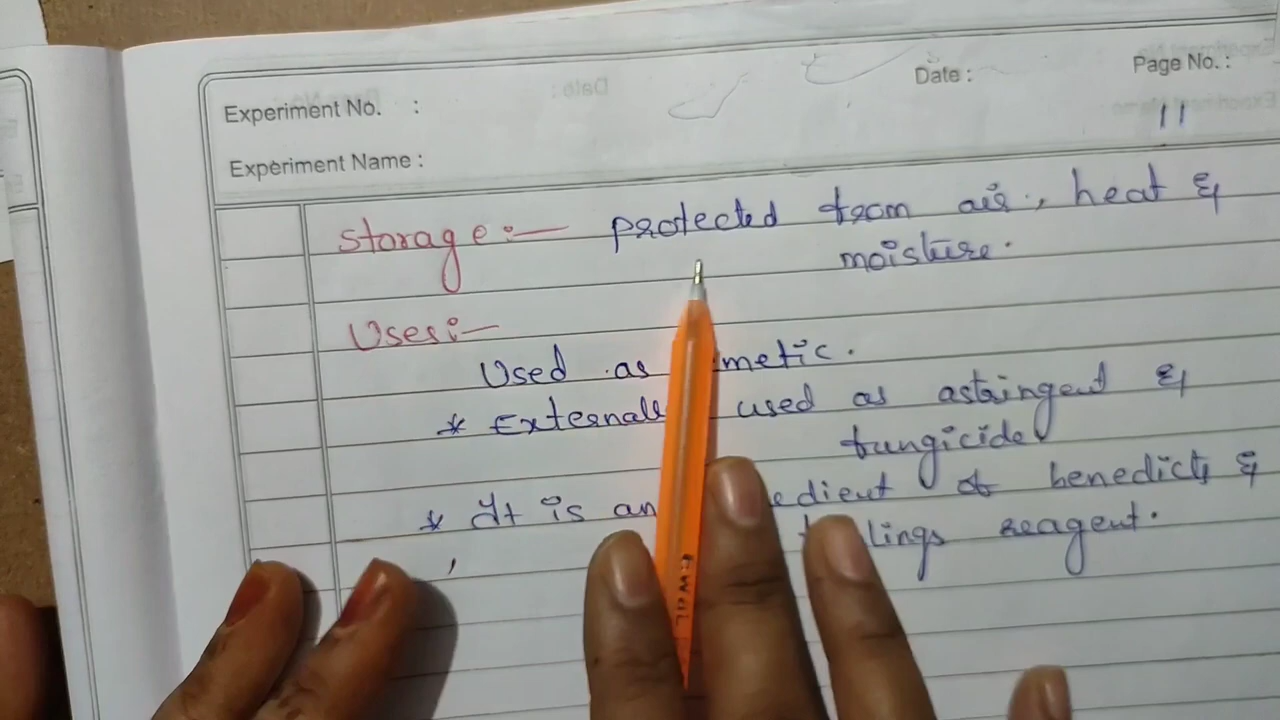 Date :
Page No. :
Experiment No. :
11
Experiment Name :
Storage :— protected from air, heat &
moisture.
Uses :—
Used as metic.
* External used as astringent &
fungicide
* It is an edient of benedicts &
lings reagent.